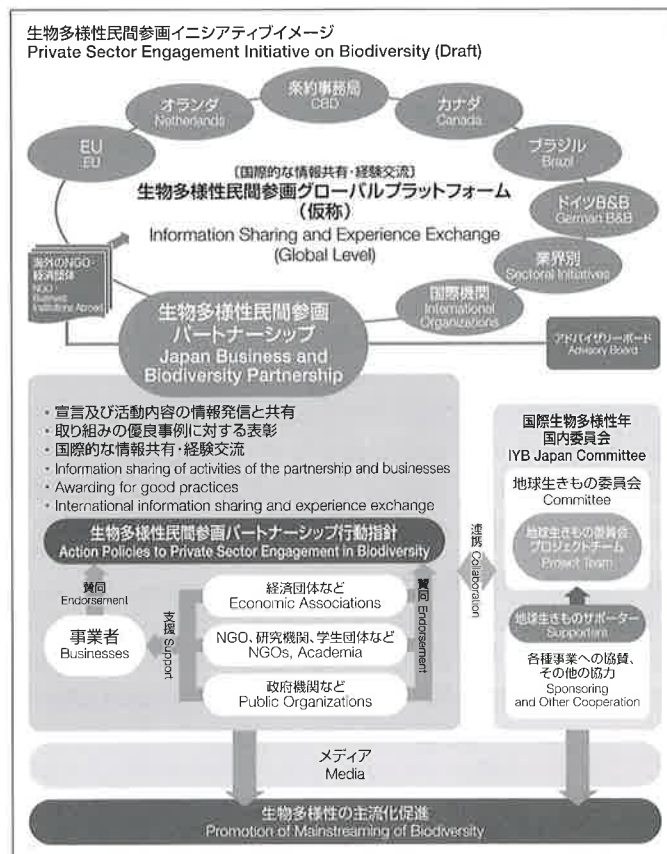 生物多様性民間参画イニシアティブイメージ
Private Sector Engagement Initiative on Biodiversity (Draft)
条約事務局
CBD
オランダ
Netherlands
カナダ
Canada
EU
EU
ブラジル
Brazil
〔国際的な情報共有・経験交流〕
生物多様性民間参画グローバルプラットフォーム
(仮称)
Information Sharing and Experience Exchange
(Global Level)
ドイツB&B
German B&B
海外のNGO・
経済団体
NGO
Business
Institutions Abroad
業界別
Sectoral Initiatives
国際機関
International
Organizations
生物多様性民間参画
パートナーシップ
Japan Business and
Biodiversity Partnership
アドバイザリーボード
Advisory Board
・宣言及び活動内容の情報発信と共有
・取り組みの優良事例に対する表彰
・国際的な情報共有・経験交流
・Information sharing of activities of the partnership and businesses
・Awarding for good practices
・International information sharing and experience exchange
生物多様性民間参画パートナーシップ行動指針
Action Policies to Private Sector Engagement in Biodiversity
賛同
Endorsement
事業者
Businesses
支援 Support
経済団体など
Economic Associations
NGO、研究機関、学生団体など
NGOs, Academia
政府機関など
Public Organizations
賛同 Endorsement
連携 Collaboration
国際生物多様性年
国内委員会
IYB Japan Committee
地球生きもの委員会
Committee
地球生きもの委員会
プロジェクトチーム
Project Team
地球生きものサポーター
Supporters
各種事業への協賛、
その他の協力
Sponsoring
and Other Cooperation
メディア
Media
生物多様性の主流化促進
Promotion of Mainstreaming of Biodiversity